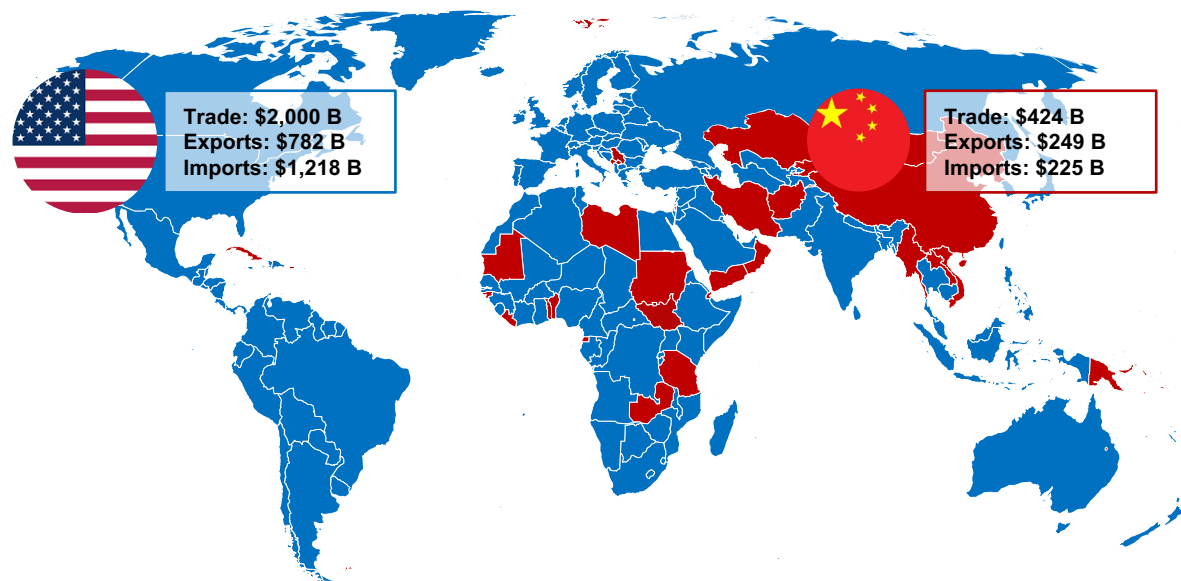 Trade: $2,000 B
Exports: $782 B
Imports: $1,218 B
Trade: $424 B
Exports: $249 B
Imports: $225 B